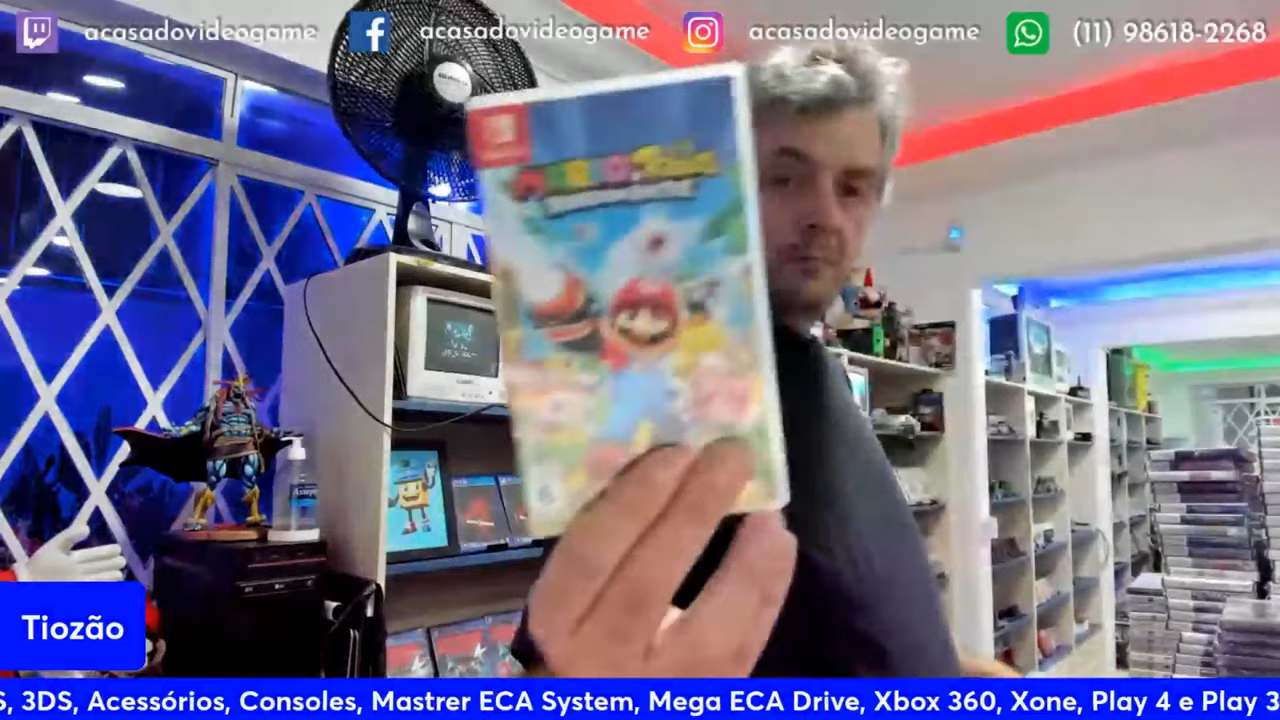 acasadovideogame
acasadovideogame
acasadovideogame
(11) 98618-2268
MARIO
Tiozão
S, 3DS, Acessórios, Consoles, Mastrer ECA System, Mega ECA Drive, Xbox 360, Xone, Play 4 e Play 3